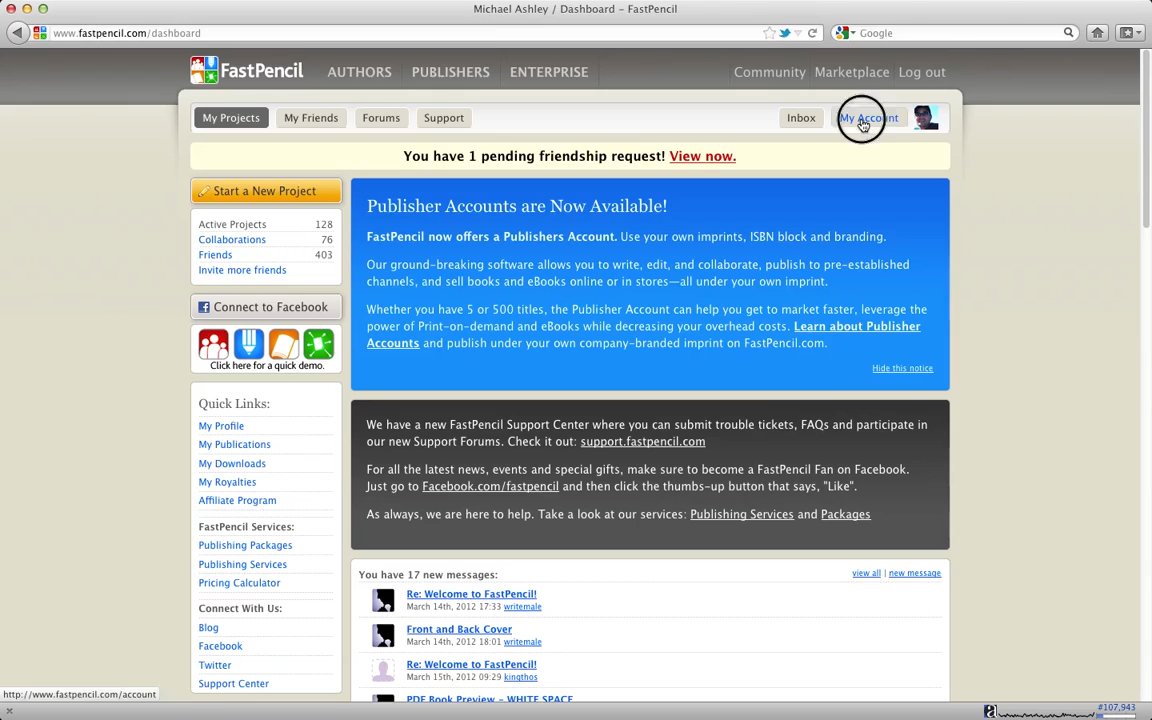 Michael Ashley / Dashboard – FastPencil
www.fastpencil.com/dashboard
Google
FastPencil
AUTHORS
PUBLISHERS
ENTERPRISE
Community
Marketplace
Log out
My Projects
My Friends
Forums
Support
Inbox
My Account
You have 1 pending friendship request! View now.
Start a New Project
Active Projects 128
Collaborations 76
Friends 403
Invite more friends
Connect to Facebook
Click here for a quick demo.
Quick Links:
My Profile
My Publications
My Downloads
My Royalties
Affiliate Program
FastPencil Services:
Publishing Packages
Publishing Services
Pricing Calculator
Connect With Us:
Blog
Facebook
Twitter
Support Center
Publisher Accounts are Now Available!
FastPencil now offers a Publishers Account. Use your own imprints, ISBN block and branding.
Our ground-breaking software allows you to write, edit, and collaborate, publish to pre-established
channels, and sell books and eBooks online or in stores—all under your own imprint.
Whether you have 5 or 500 titles, the Publisher Account can help you get to market faster, leverage the
power of Print-on-demand and eBooks while decreasing your overhead costs. Learn about Publisher
Accounts and publish under your own company-branded imprint on FastPencil.com.
Hide this notice
We have a new FastPencil Support Center where you can submit trouble tickets, FAQs and participate in
our new Support Forums. Check it out: support.fastpencil.com
For all the latest news, events and special gifts, make sure to become a FastPencil Fan on Facebook.
Just go to Facebook.com/fastpencil and then click the thumbs-up button that says, "Like".
As always, we are here to help. Take a look at our services: Publishing Services and Packages
You have 17 new messages:
view all | new message
Re: Welcome to FastPencil!
March 14th, 2012 17:33 writemale
Front and Back Cover
March 14th, 2012 18:01 writemale
Re: Welcome to FastPencil!
March 15th, 2012 09:29 kingthos
PDF Book Preview – WHITE SPACE
http://www.fastpencil.com/account
#107,943